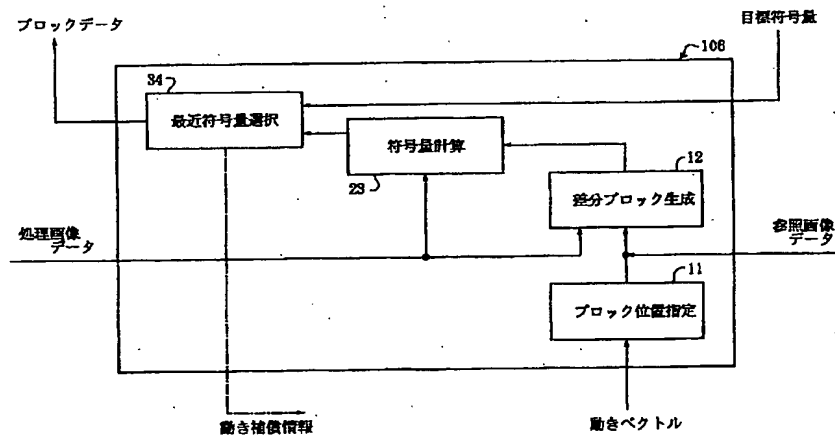 ブロックデータ
目標符号量
106
34
最近符号量選択
符号量計算
23
12
差分ブロック生成
処理画像
データ
参照画像
データ
11
ブロック位置指定
動き補償情報
動きベクトル